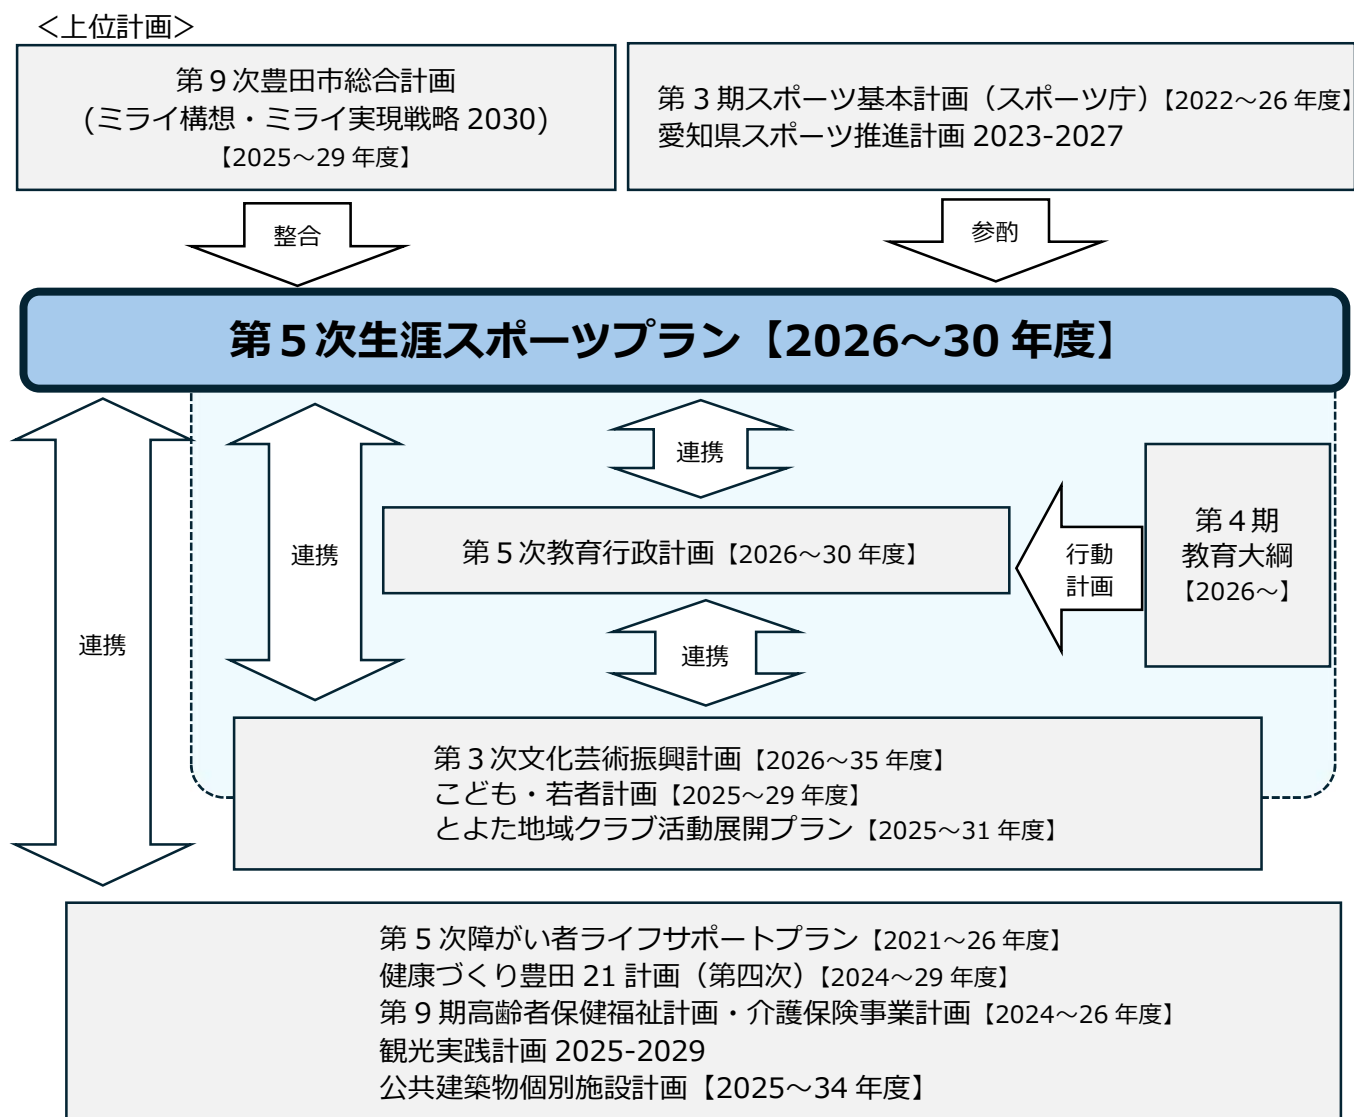 ＜上位計画＞
第９次豊田市総合計画
(ミライ構想・ミライ実現戦略 2030)
【2025～29 年度】
第３期スポーツ基本計画（スポーツ庁）【2022～26 年度】
愛知県スポーツ推進計画 2023-2027
整合
参酌
第５次生涯スポーツプラン【2026～30 年度】
連携
連携
連携
第５次教育行政計画【2026～30 年度】
行動
計画
第４期
教育大綱
【2026～】
連携
第３次文化芸術振興計画【2026～35 年度】
こども・若者計画【2025～29 年度】
とよた地域クラブ活動展開プラン【2025～31 年度】
第５次障がい者ライフサポートプラン【2021～26 年度】
健康づくり豊田 21 計画（第四次）【2024～29 年度】
第９期高齢者保健福祉計画・介護保険事業計画【2024～26 年度】
観光実践計画 2025-2029
公共建築物個別施設計画【2025～34 年度】